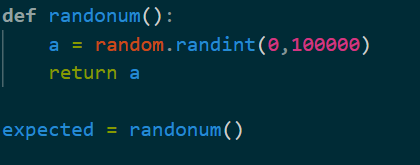 def randonum():
    a = random.randint(0,100000)
    return a
expected = randonum()